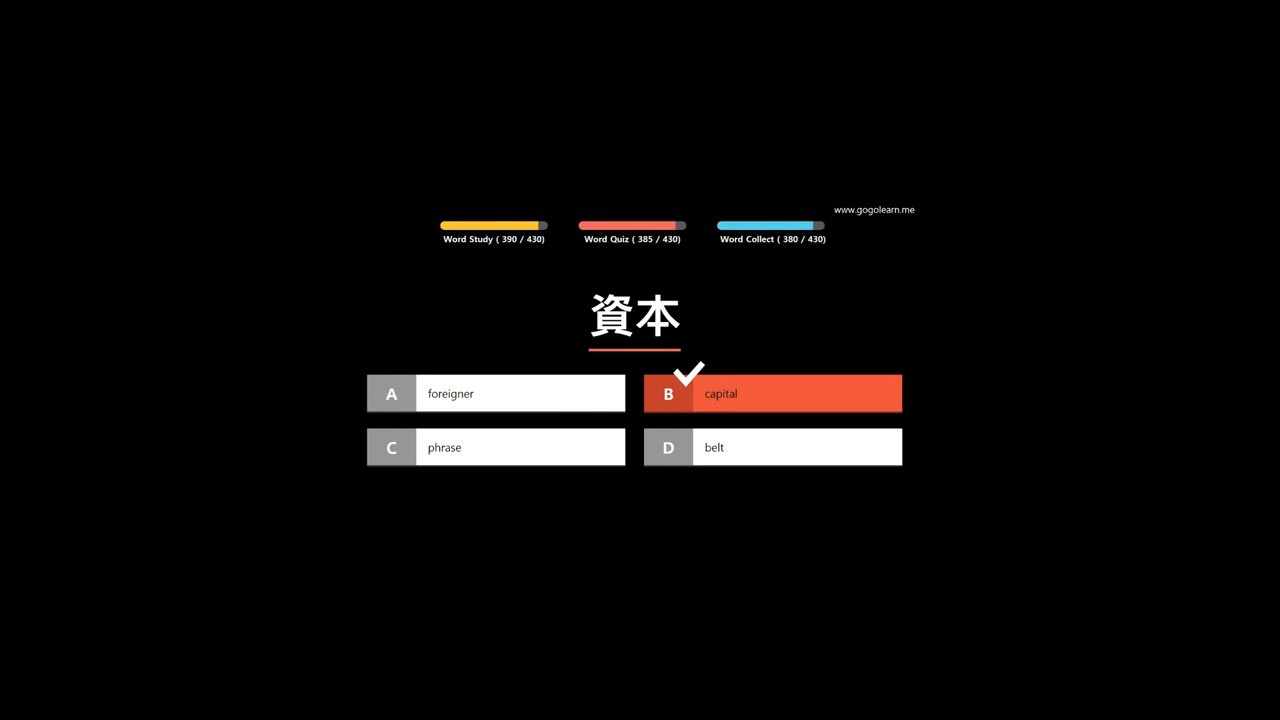 www.gogolearn.me
Word Study ( 390 / 430)
Word Quiz ( 385 / 430)
Word Collect ( 380 / 430)
資本
A foreigner
B capital
C phrase
D belt